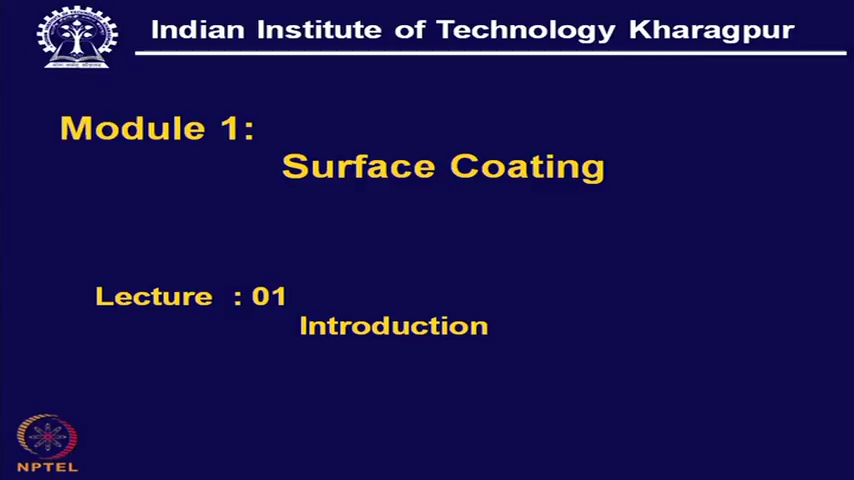 Indian Institute of Technology Kharagpur
Module 1:
Surface Coating
Lecture : 01
Introduction
NPTEL